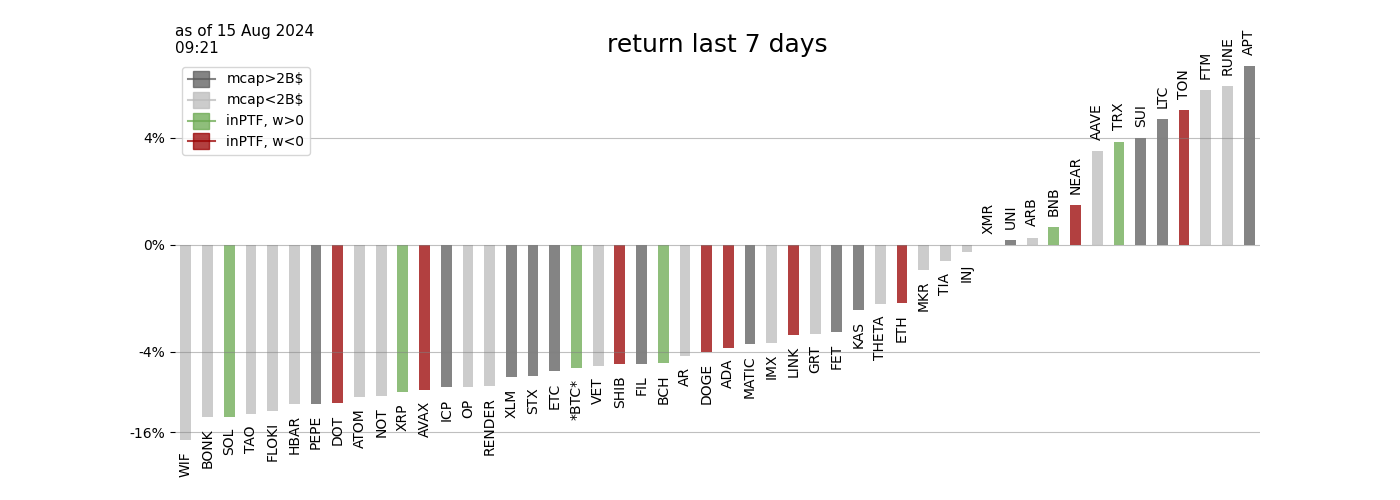 as of 15 Aug 2024
09:21
return last 7 days
mcap>2B$
mcap<2B$
inPTF, w>0
inPTF, w<0
4%
0%
-4%
-16%
WIF
BONK
SOL
TAO
FLOKI
HBAR
PEPE
DOT
ATOM
NOT
XRP
AVAX
ICP
OP
RENDER
XLM
STX
ETC
*BTC*
VET
SHIB
FIL
BCH
AR
DOGE
ADA
MATIC
IMX
LINK
GRT
FET
KAS
THETA
ETH
MKR
TIA
INJ
XMR
UNI
ARB
BNB
NEAR
AAVE
TRX
SUI
LTC
TON
FTM
RUNE
APT